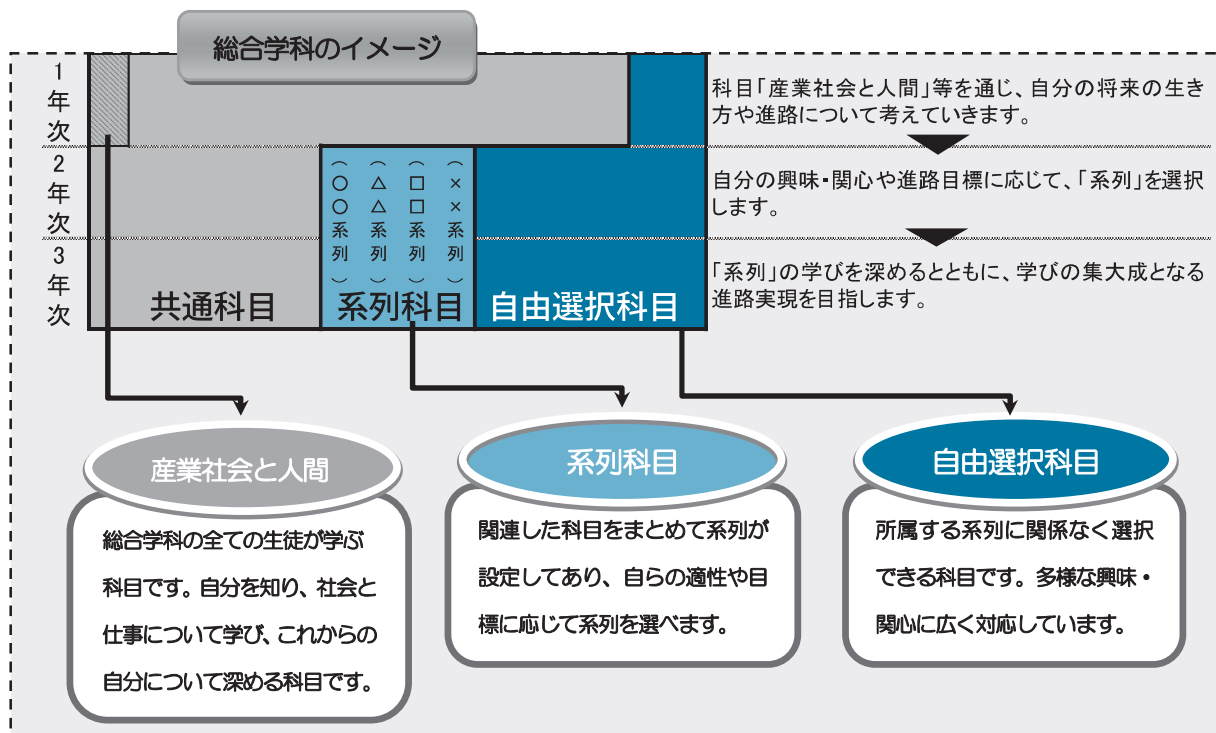 総合学科のイメージ
1年次
科目「産業社会と人間」等を通じ、自分の将来の生き
方や進路について考えていきます。
2年次
(○○系列)
(△△系列)
(□□系列)
(××系列)
自分の興味・関心や進路目標に応じて、「系列」を選択
します。
3年次
「系列」の学びを深めるとともに、学びの集大成となる
進路実現を目指します。
共通科目
系列科目
自由選択科目
産業社会と人間
総合学科の全ての生徒が学ぶ
科目です。自分を知り、社会と
仕事について学び、これからの
自分について深める科目です。
系列科目
関連した科目をまとめて系列が
設定してあり、自らの適性や目
標に応じて系列を選べます。
自由選択科目
所属する系列に関係なく選択
できる科目です。多様な興味・
関心に広く対応しています。